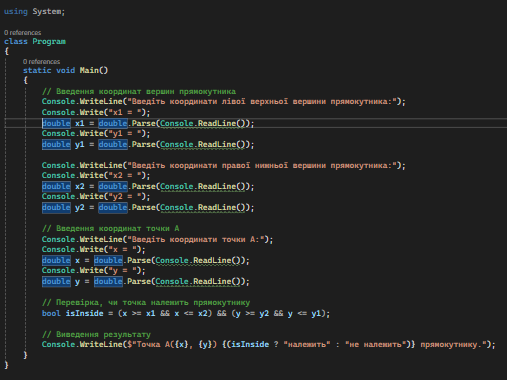 using System;
0 references
class Program
{
0 references
static void Main()
{
// Введення координат вершин прямокутника
Console.WriteLine("Введіть координати лівої верхньої вершини прямокутника:");
Console.Write("x1 = ");
double x1 = double.Parse(Console.ReadLine());
Console.Write("y1 = ");
double y1 = double.Parse(Console.ReadLine());
Console.WriteLine("Введіть координати правої нижньої вершини прямокутника:");
Console.Write("x2 = ");
double x2 = double.Parse(Console.ReadLine());
Console.Write("y2 = ");
double y2 = double.Parse(Console.ReadLine());
// Введення координат точки А
Console.WriteLine("Введіть координати точки А:");
Console.Write("x = ");
double x = double.Parse(Console.ReadLine());
Console.Write("y = ");
double y = double.Parse(Console.ReadLine());
// Перевірка, чи точка належить прямокутнику
bool isInside = (x >= x1 && x <= x2) && (y >= y2 && y <= y1);
// Виведення результату
Console.WriteLine($"Точка А({x}, {y}) {(isInside ? "належить" : "не належить")} прямокутнику.");
}
}